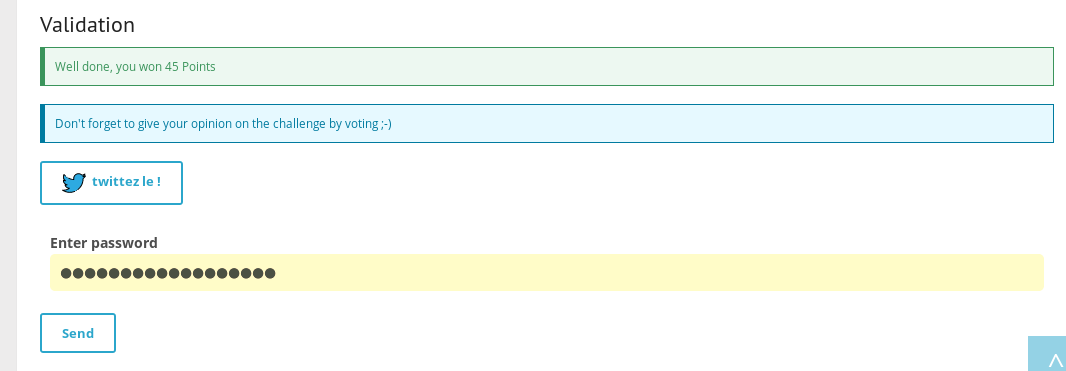 Validation
Well done, you won 45 Points
Don't forget to give your opinion on the challenge by voting ;-)
twittez le !
Enter password
●●●●●●●●●●●●●●●●●●
Send